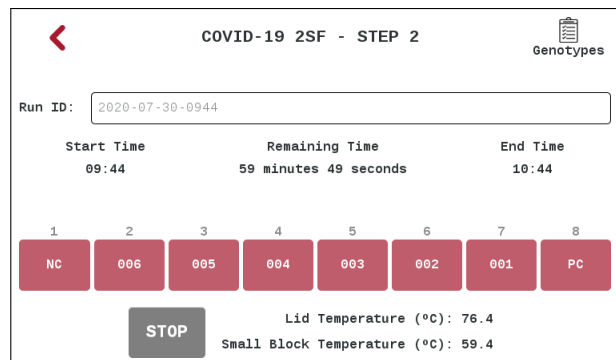 COVID-19 2SF - STEP 2
Genotypes
Run ID: 2020-07-30-0944
Start Time Remaining Time End Time
09:44 59 minutes 49 seconds 10:44
1 2 3 4 5 6 7 8
NC 006 005 004 003 002 001 PC
STOP
Lid Temperature (ºC): 76.4
Small Block Temperature (ºC): 59.4